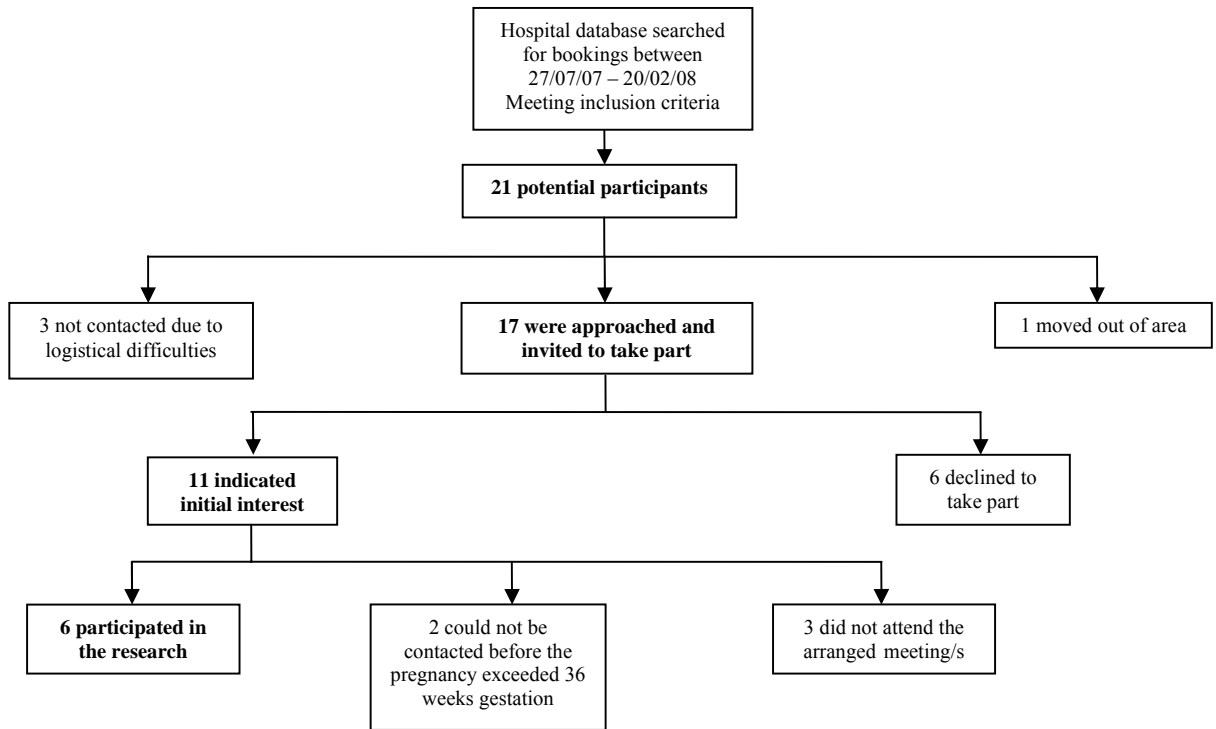 Hospital database searched
for bookings between
27/07/07 – 20/02/08
Meeting inclusion criteria
21 potential participants
3 not contacted due to
logistical difficulties
17 were approached and
invited to take part
1 moved out of area
11 indicated
initial interest
6 declined to
take part
6 participated in
the research
2 could not be
contacted before the
pregnancy exceeded 36
weeks gestation
3 did not attend the
arranged meeting/s